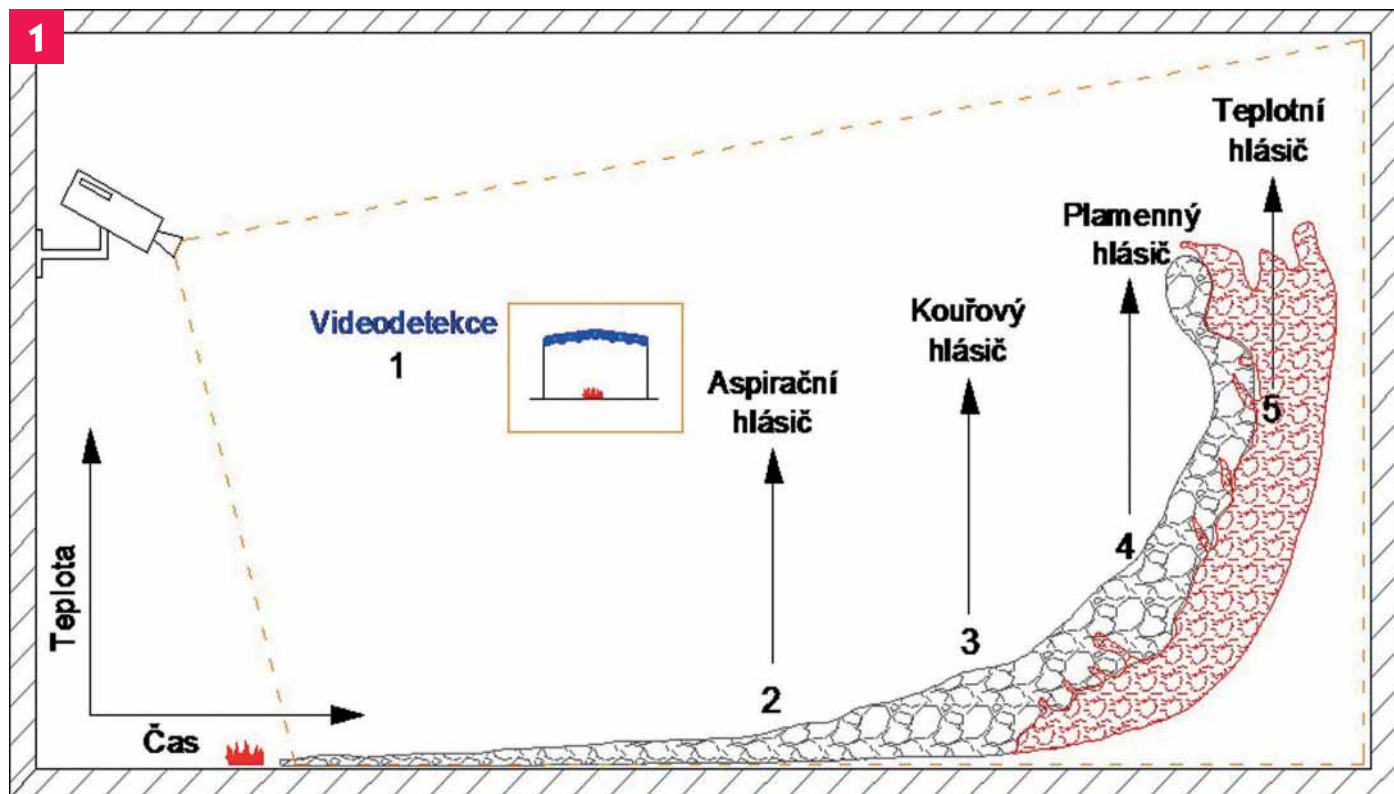 1
Teplotní
hlásič
Plamenný
hlásič
Kouřový
hlásič
Videodetekce
1
Aspirační
hlásič
5
4
3
2
Teplota
Čas